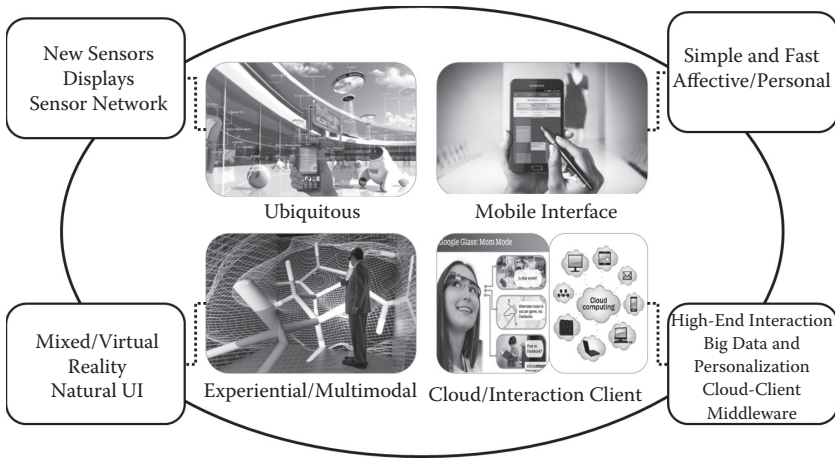 New Sensors
Displays
Sensor Network
Simple and Fast
Affective/Personal
Ubiquitous
Mobile Interface
Google Glass: Mom Mode
Cloud
computing
Mixed/Virtual
Reality
Natural UI
Experiential/Multimodal
Cloud/Interaction Client
High-End Interaction
Big Data and
Personalization
Cloud-Client
Middleware